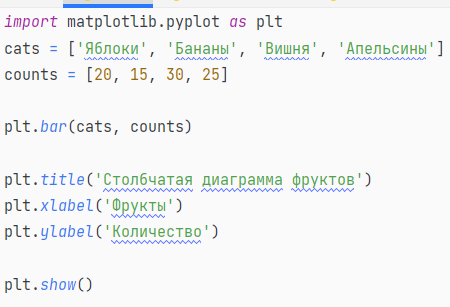 import matplotlib.pyplot as plt
cats = ['Яблоки', 'Бананы', 'Вишня', 'Апельсины']
counts = [20, 15, 30, 25]
plt.bar(cats, counts)
plt.title('Столбчатая диаграмма фруктов')
plt.xlabel('Фрукты')
plt.ylabel('Количество')
plt.show()